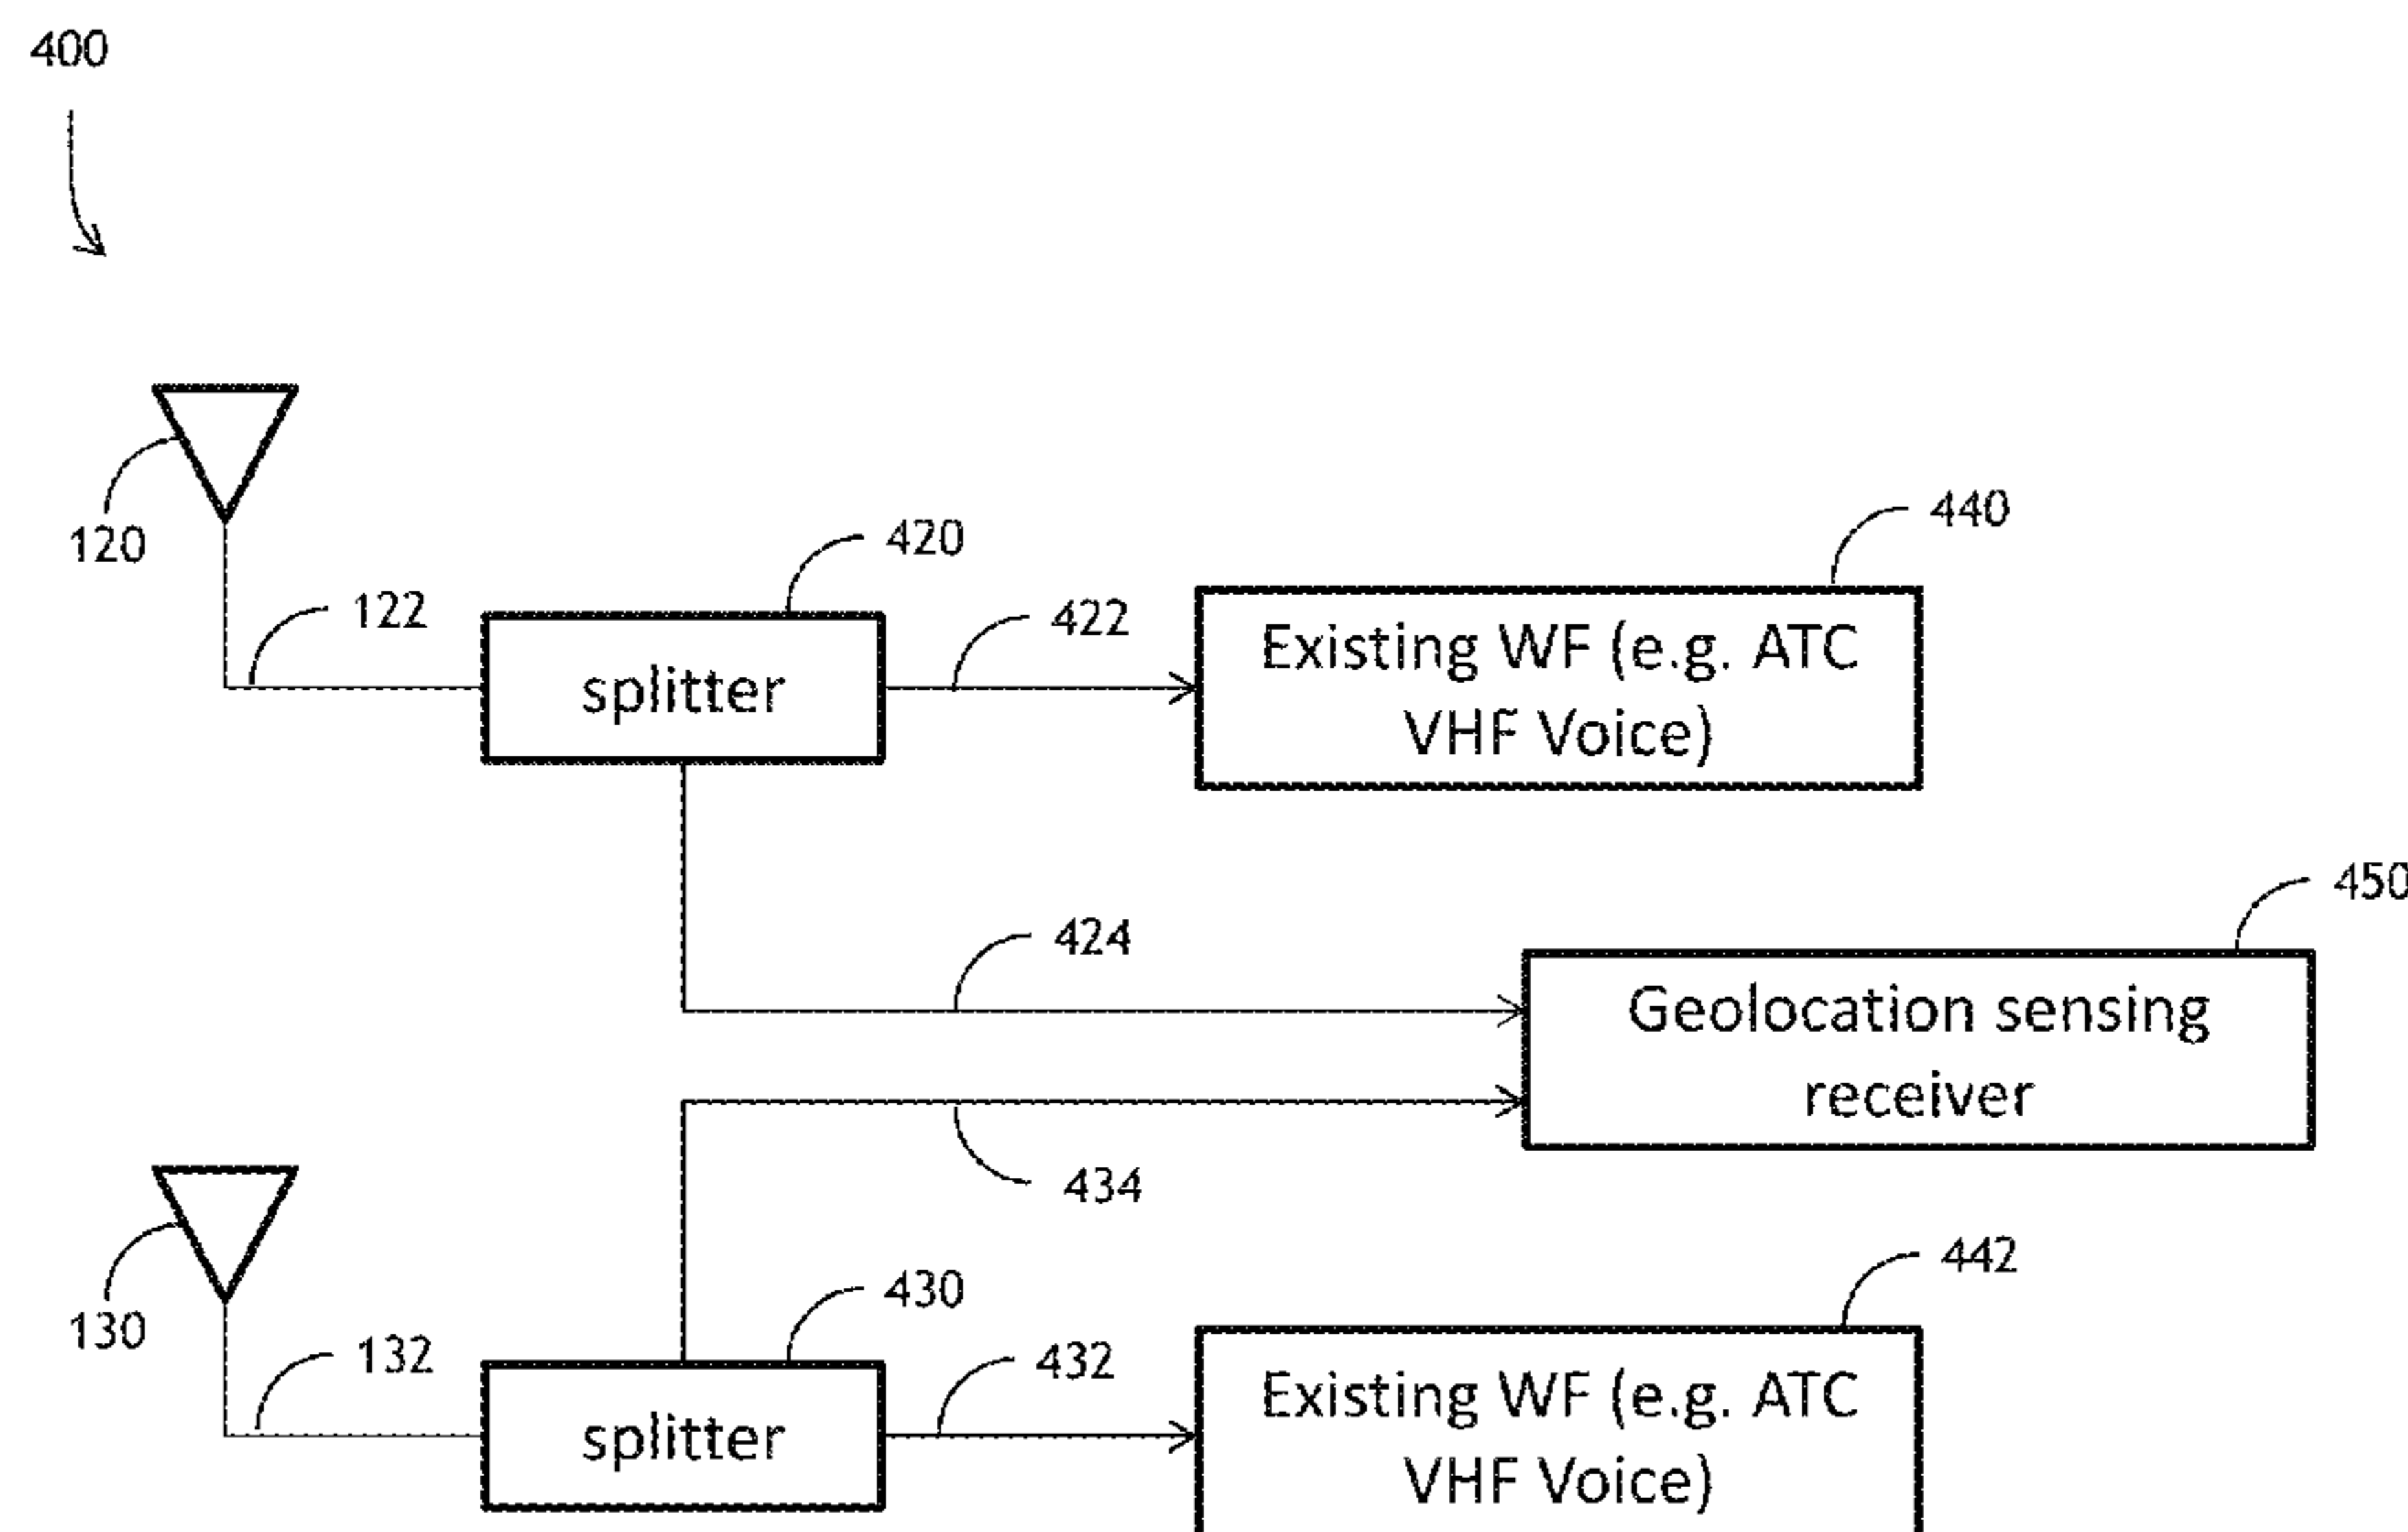 400
120
122
420
splitter
422
440
Existing WF (e.g. ATC
VHF Voice)
424
450
Geolocation sensing
receiver
434
130
132
430
splitter
432
442
Existing WF (e.g. ATC
VHF Voice)